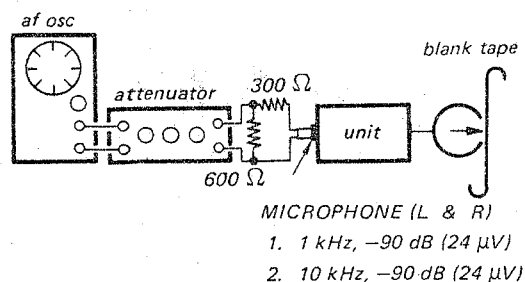 af osc
blank tape
attenuator
300 Ω
unit
600 Ω
MICROPHONE (L & R)
1. 1 kHz, −90 dB (24 µV)
2. 10 kHz, −90 dB (24 µV)